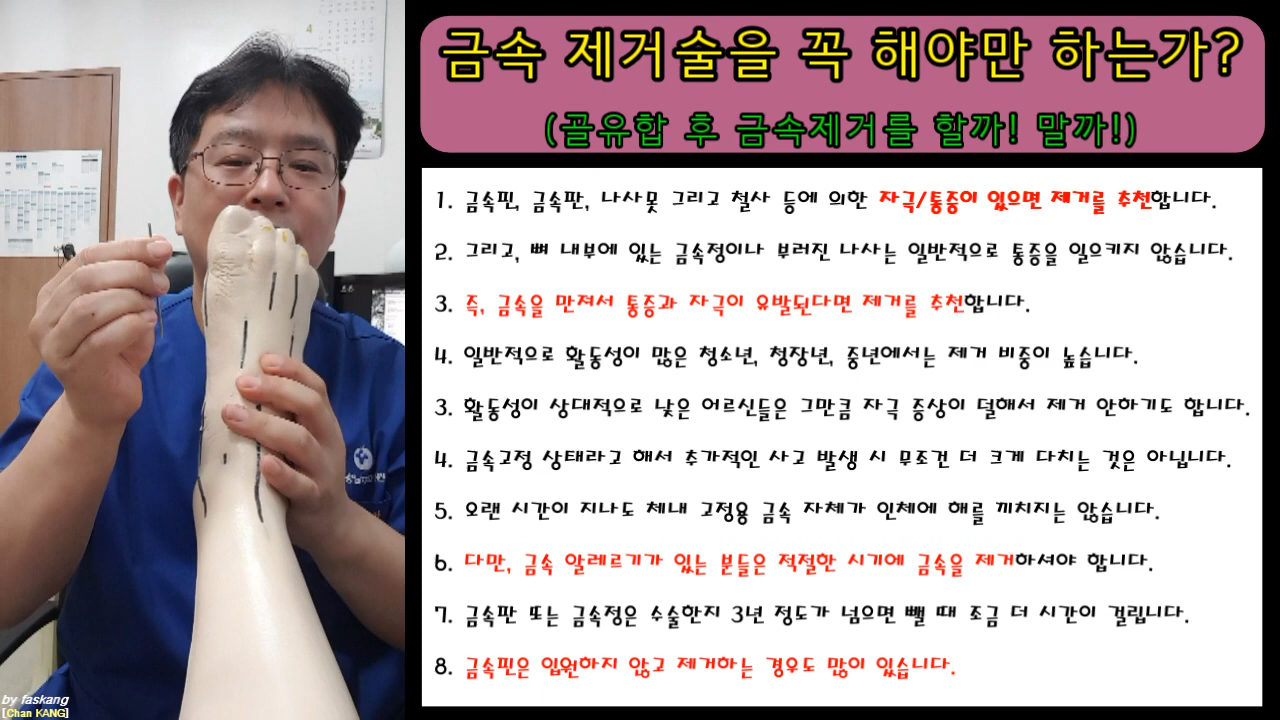 금속 제거술을 꼭 해야만 하는가?
(골유합 후 금속제거를 할까! 말까!)
1. 금속핀, 금속판, 나사못 그리고 철사 등에 의한 자극/통증이 있으면 제거를 추천합니다.
2. 그리고, 뼈 내부에 있는 금속정이나 부러진 나사는 일반적으로 통증을 일으키지 않습니다.
3. 즉, 금속을 만져서 통증과 자극이 유발된다면 제거를 추천합니다.
4. 일반적으로 활동성이 많은 청소년, 청장년, 중년에서는 제거 비중이 높습니다.
3. 활동성이 상대적으로 낮은 어르신들은 그만큼 자극 증상이 덜해서 제거 안하기도 합니다.
4. 금속고정 상태라고 해서 추가적인 사고 발생 시 무조건 더 크게 다치는 것은 아닙니다.
5. 오랜 시간이 지나도 체내 고정용 금속 자체가 인체에 해를 끼치지는 않습니다.
6. 다만, 금속 알레르기가 있는 분들은 적절한 시기에 금속을 제거하셔야 합니다.
7. 금속판 또는 금속정은 수술한지 3년 정도가 넘으면 뺄 때 조금 더 시간이 걸립니다.
8. 금속핀은 입원하지 않고 제거하는 경우도 많이 있습니다.
by faskang
[Chan KANG]